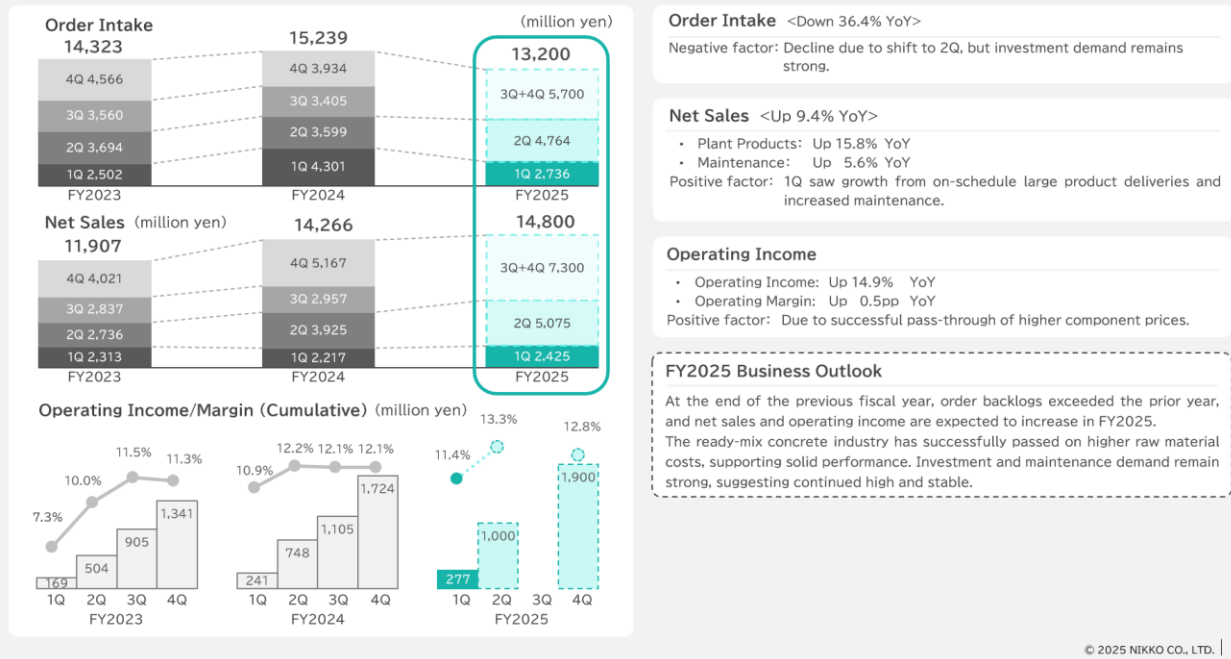 Order Intake
(million yen)
14,323
15,239
13,200
4Q 4,566
3Q 3,560
2Q 3,694
1Q 2,502
4Q 3,934
3Q 3,405
2Q 3,599
1Q 4,301
3Q+4Q 5,700
2Q 4,764
1Q 2,736
FY2023
FY2024
FY2025
Net Sales (million yen)
11,907
14,266
14,800
4Q 4,021
3Q 2,837
2Q 2,736
1Q 2,313
4Q 5,167
3Q 2,957
2Q 3,925
1Q 2,217
3Q+4Q 7,300
2Q 5,075
1Q 2,425
FY2023
FY2024
FY2025
Operating Income/Margin (Cumulative) (million yen)
7.3%
10.0%
11.5%
11.3%
169
504
905
1,341
1Q 2Q 3Q 4Q
FY2023
10.9%
12.2%
12.1%
12.1%
241
748
1,105
1,724
1Q 2Q 3Q 4Q
FY2024
11.4%
13.3%
12.8%
277
1,000
1,900
1Q 2Q 3Q 4Q
FY2025
Order Intake <Down 36.4% YoY>
Negative factor: Decline due to shift to 2Q, but investment demand remains
strong.
Net Sales <Up 9.4% YoY>
• Plant Products: Up 15.8% YoY
• Maintenance: Up 5.6% YoY
Positive factor: 1Q saw growth from on-schedule large product deliveries and
increased maintenance.
Operating Income
• Operating Income: Up 14.9% YoY
• Operating Margin: Up 0.5pp YoY
Positive factor: Due to successful pass-through of higher component prices.
FY2025 Business Outlook
At the end of the previous fiscal year, order backlogs exceeded the prior year,
and net sales and operating income are expected to increase in FY2025.
The ready-mix concrete industry has successfully passed on higher raw material
costs, supporting solid performance. Investment and maintenance demand remain
strong, suggesting continued high and stable.
© 2025 NIKKO CO., LTD.